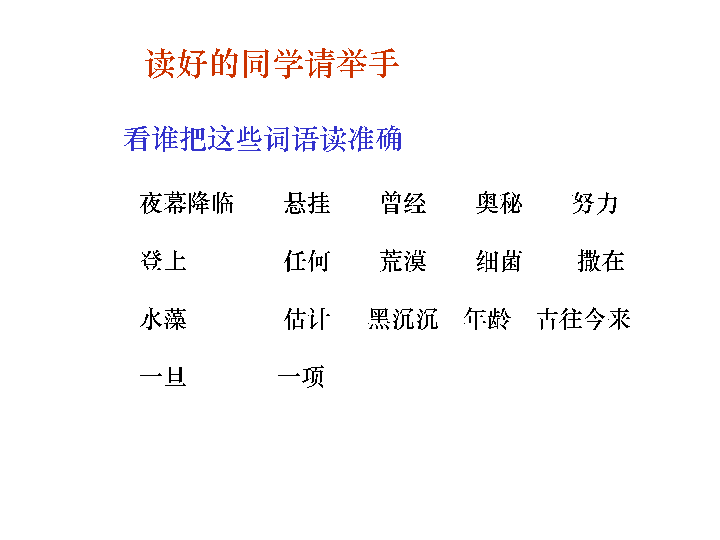 读好的同学请举手
看谁把这些词语读准确
夜幕降临 悬挂 曾经 奥秘 努力
登上 任何 荒漠 细菌 撒在
水藻 估计 黑沉沉 年龄 古往今来
一旦 一项